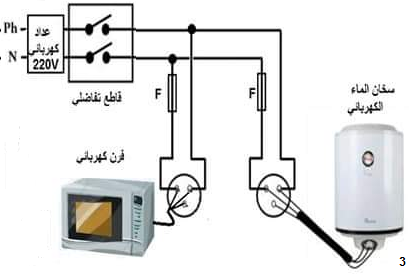 Ph
N
عداد
كهربائي
220V
قاطع تفاضلي
F
F
سخان الماء
الكهربائي
فرن كهربائي
3